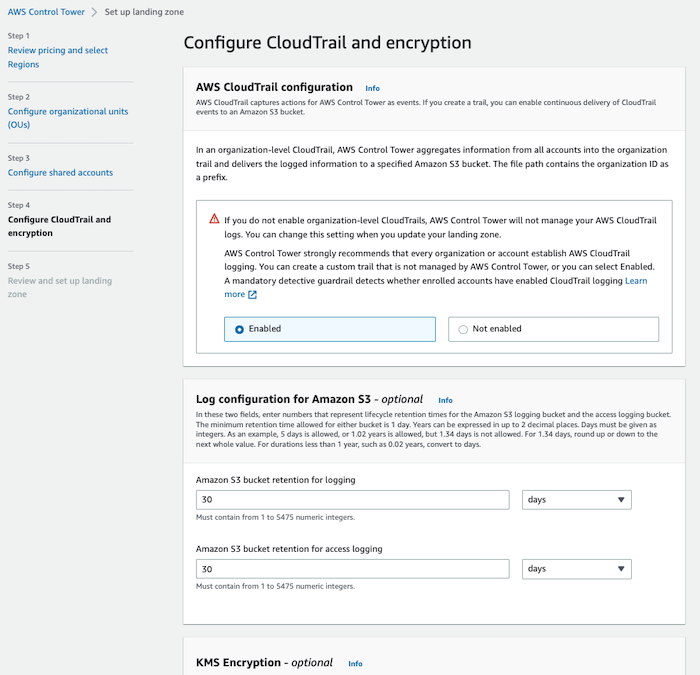 AWS Control Tower > Set up landing zone
Step 1
Review pricing and select
Regions
Step 2
Configure organizational units
(OUs)
Step 3
Configure shared accounts
Step 4
Configure CloudTrail and
encryption
Step 5
Review and set up landing
zone
Configure CloudTrail and encryption
AWS CloudTrail configuration Info
AWS CloudTrail captures actions for AWS Control Tower as events. If you create a trail, you can enable continuous delivery of CloudTrail
events to an Amazon S3 bucket.
In an organization-level CloudTrail, AWS Control Tower aggregates information from all accounts into the organization
trail and delivers the logged information to a specified Amazon S3 bucket. The file path contains the organization ID as
a prefix.
If you do not enable organization-level CloudTrails, AWS Control Tower will not manage your AWS CloudTrail
logs. You can change this setting when you update your landing zone.
AWS Control Tower strongly recommends that every organization or account establish AWS CloudTrail
logging. You can create a custom trail that is not managed by AWS Control Tower, or you can select Enabled.
A mandatory detective guardrail detects whether enrolled accounts have enabled CloudTrail logging Learn
more
Enabled
Not enabled
Log configuration for Amazon S3 - optional Info
In these two fields, enter numbers that represent lifecycle retention times for the Amazon S3 logging bucket and the access logging bucket.
The minimum retention time allowed for either bucket is 1 day. Years can be expressed in up to 2 decimal places. Days must be given as
integers. As an example, 5 days is allowed, or 1.02 years is allowed, but 1.34 days is not allowed. For 1.34 days, round up or down to the
next whole value. For durations less than 1 year, such as 0.02 years, convert to days.
Amazon S3 bucket retention for logging
30
days
Must contain from 1 to 5475 numeric integers.
Amazon S3 bucket retention for access logging
30
days
Must contain from 1 to 5475 numeric integers.
KMS Encryption - optional Info